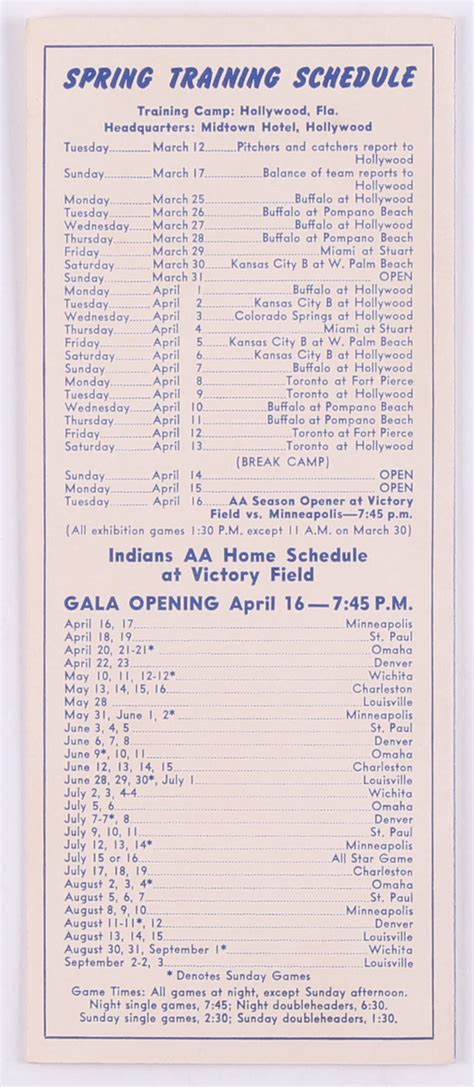 SPRING TRAINING SCHEDULE
Training Camp: Hollywood, Fla.
Headquarters: Midtown Hotel, Hollywood
Tuesday March 12 Pitchers and catchers report to
Hollywood
Sunday March 17 Balance of team reports to
Hollywood
Monday March 25 Buffalo at Hollywood
Tuesday March 26 Buffalo at Pompano Beach
Wednesday March 27 Buffalo at Hollywood
Thursday March 28 Buffalo at Pompano Beach
Friday March 29 Miami at Stuart
Saturday March 30 Kansas City B at W. Palm Beach
Sunday March 31 OPEN
Monday April 1 Buffalo at Hollywood
Tuesday April 2 Kansas City B at Hollywood
Wednesday April 3 Colorado Springs at Hollywood
Thursday April 4 Miami at Stuart
Friday April 5 Kansas City B at W. Palm Beach
Saturday April 6 Kansas City B at Hollywood
Sunday April 7 Buffalo at Hollywood
Monday April 8 Toronto at Fort Pierce
Tuesday April 9 Toronto at Hollywood
Wednesday April 10 Buffalo at Pompano Beach
Thursday April 11 Buffalo at Pompano Beach
Friday April 12 Toronto at Fort Pierce
Saturday April 13 Toronto at Hollywood
(BREAK CAMP)
Sunday April 14 OPEN
Monday April 15 OPEN
Tuesday April 16 AA Season Opener at Victory
Field vs. Minneapolis—7:45 p.m.
(All exhibition games 1:30 P.M. except 11 A.M. on March 30)
Indians AA Home Schedule
at Victory Field
GALA OPENING April 16—7:45 P.M.
April 16, 17 Minneapolis
April 18, 19 St. Paul
April 20, 21-21* Omaha
April 22, 23 Denver
May 10, 11, 12-12* Wichita
May 13, 14, 15, 16 Charleston
May 28 Louisville
May 31, June 1, 2* Minneapolis
June 3, 4, 5 St. Paul
June 6, 7, 8 Denver
June 9*, 10, 11 Omaha
June 12, 13, 14, 15 Charleston
June 28, 29, 30*, July 1 Louisville
July 2, 3, 4-4 Wichita
July 5, 6 Omaha
July 7-7*, 8 Denver
July 9, 10, 11 St. Paul
July 12, 13, 14* Minneapolis
July 15 or 16 All Star Game
July 17, 18, 19 Charleston
August 2, 3, 4* Omaha
August 5, 6, 7 St. Paul
August 8, 9, 10 Minneapolis
August 11-11*, 12 Denver
August 13, 14, 15 Louisville
August 30, 31, September 1* Wichita
September 2-2, 3 Louisville
* Denotes Sunday Games
Game Times: All games at night, except Sunday afternoon.
Night single games, 7:45; Night doubleheaders, 6:30.
Sunday single games, 2:30; Sunday doubleheaders, 1:30.